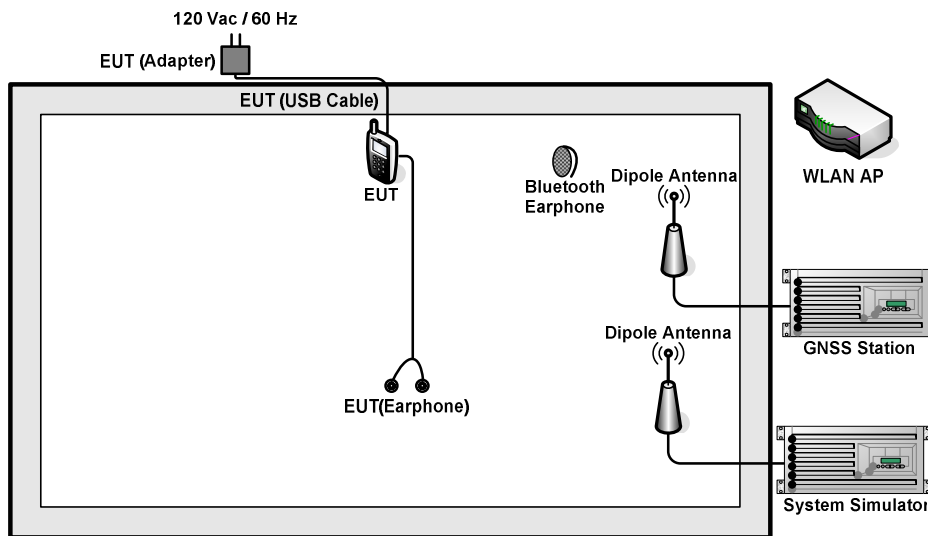 120 Vac / 60 Hz
EUT (Adapter)
EUT (USB Cable)
EUT
Bluetooth
Earphone
Dipole Antenna
WLAN AP
GNSS Station
Dipole Antenna
EUT(Earphone)
System Simulator